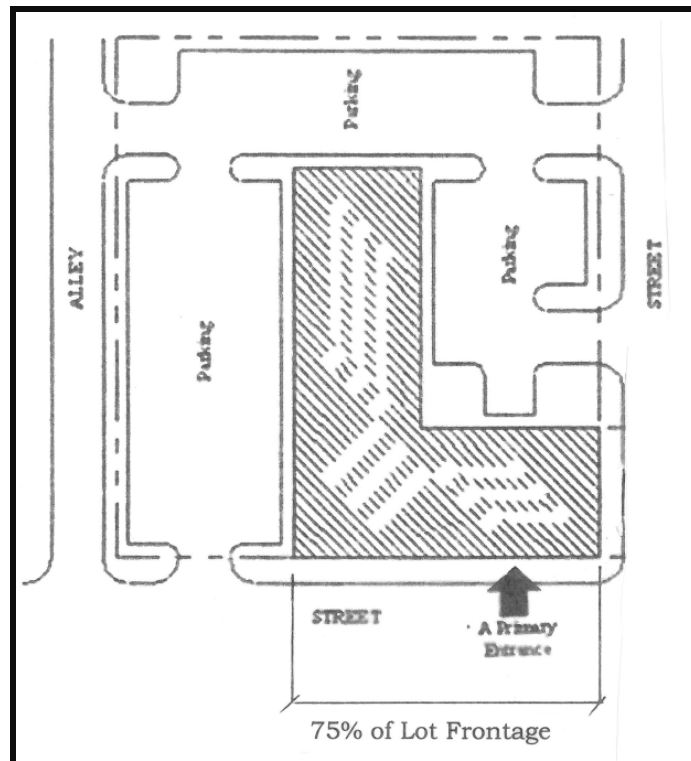 Parking
ALLEY
Parking
STREET
Parking
STREET
A Primary
Entrance
75% of Lot Frontage